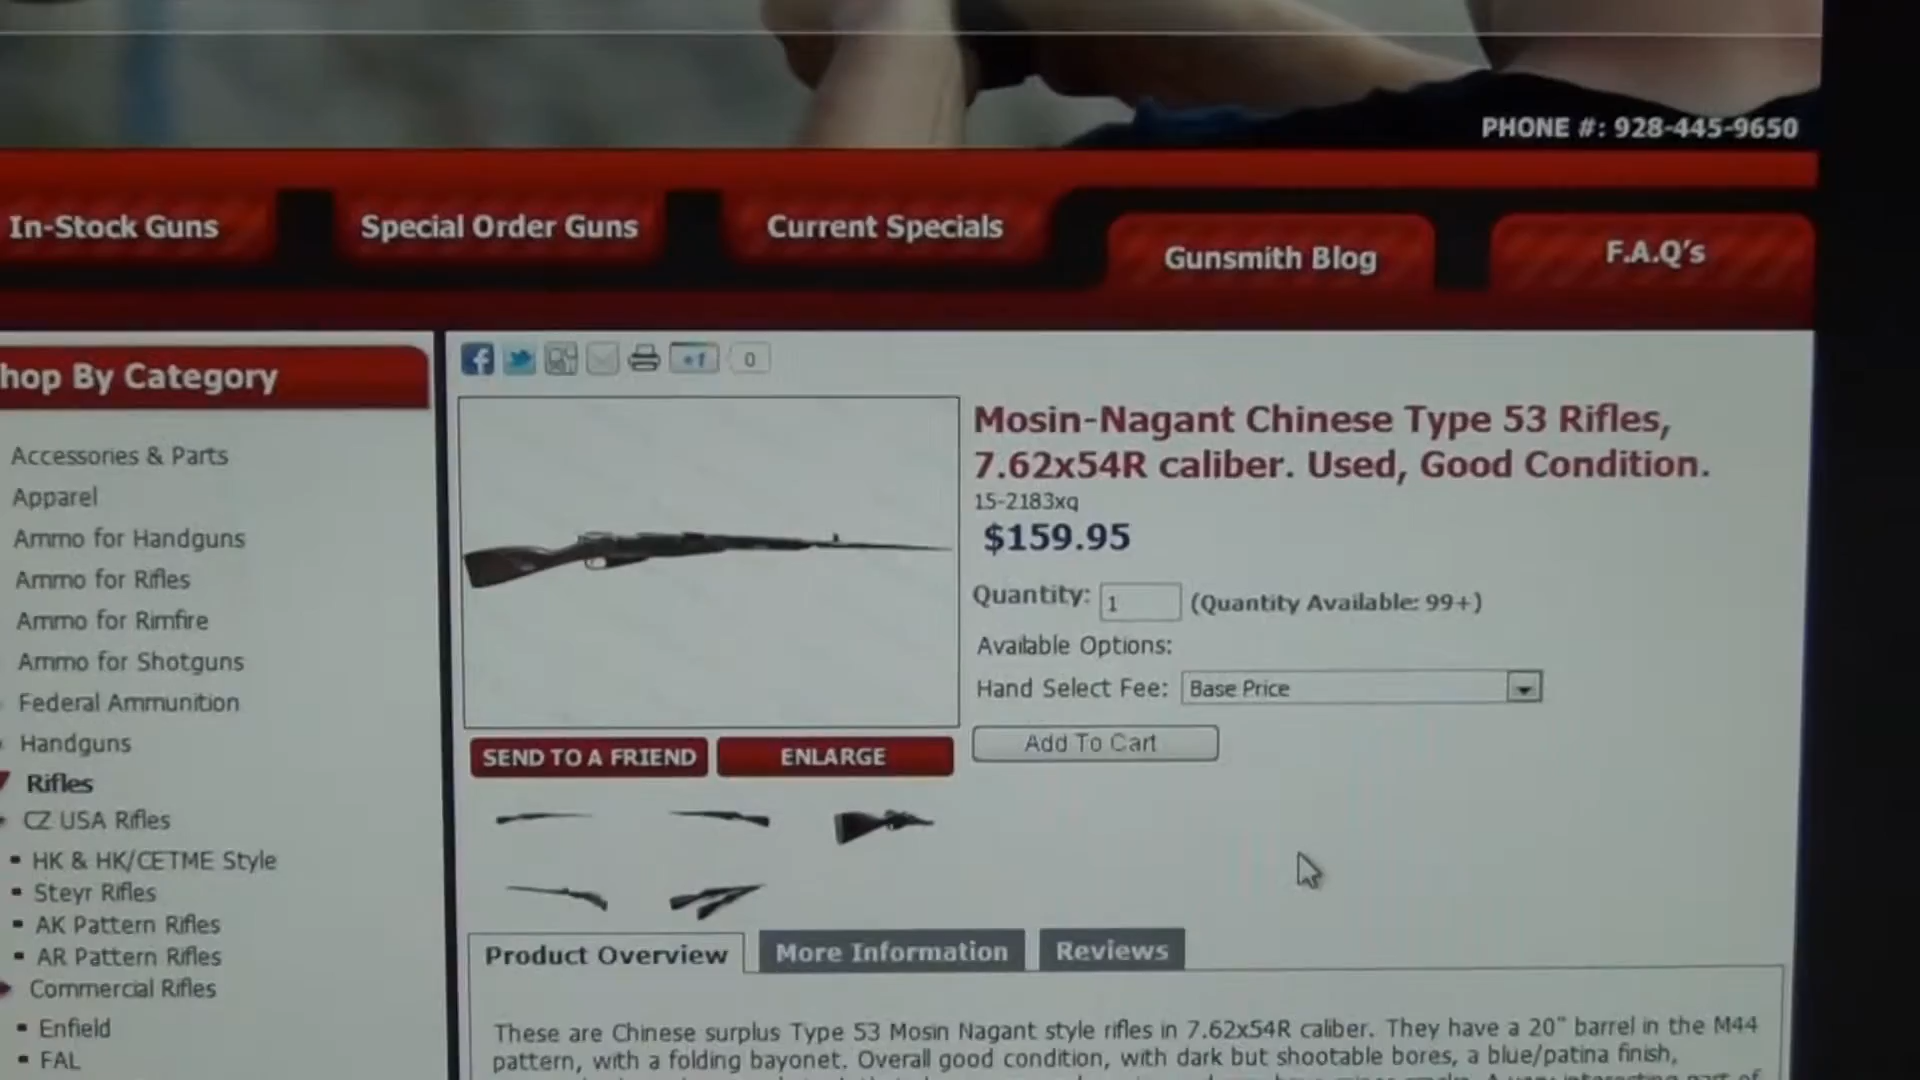 PHONE #: 928-445-9650
In-Stock Guns
Special Order Guns
Current Specials
Gunsmith Blog
F.A.Q's
hop By Category
Accessories & Parts
Apparel
Ammo for Handguns
Ammo for Rifles
Ammo for Rimfire
Ammo for Shotguns
Federal Ammunition
Handguns
Rifles
CZ USA Rifles
HK & HK/CETME Style
Steyr Rifles
AK Pattern Rifles
AR Pattern Rifles
Commercial Rifles
Enfield
FAL
+1
0
Mosin-Nagant Chinese Type 53 Rifles,
7.62x54R caliber. Used, Good Condition.
15-2183xq
$159.95
Quantity: 1 (Quantity Available: 99+)
Available Options:
Hand Select Fee: Base Price
Add To Cart
SEND TO A FRIEND
ENLARGE
Product Overview
More Information
Reviews
These are Chinese surplus Type 53 Mosin Nagant style rifles in 7.62x54R caliber. They have a 20" barrel in the M44
pattern, with a folding bayonet. Overall good condition, with dark but shootable bores, a blue/patina finish,